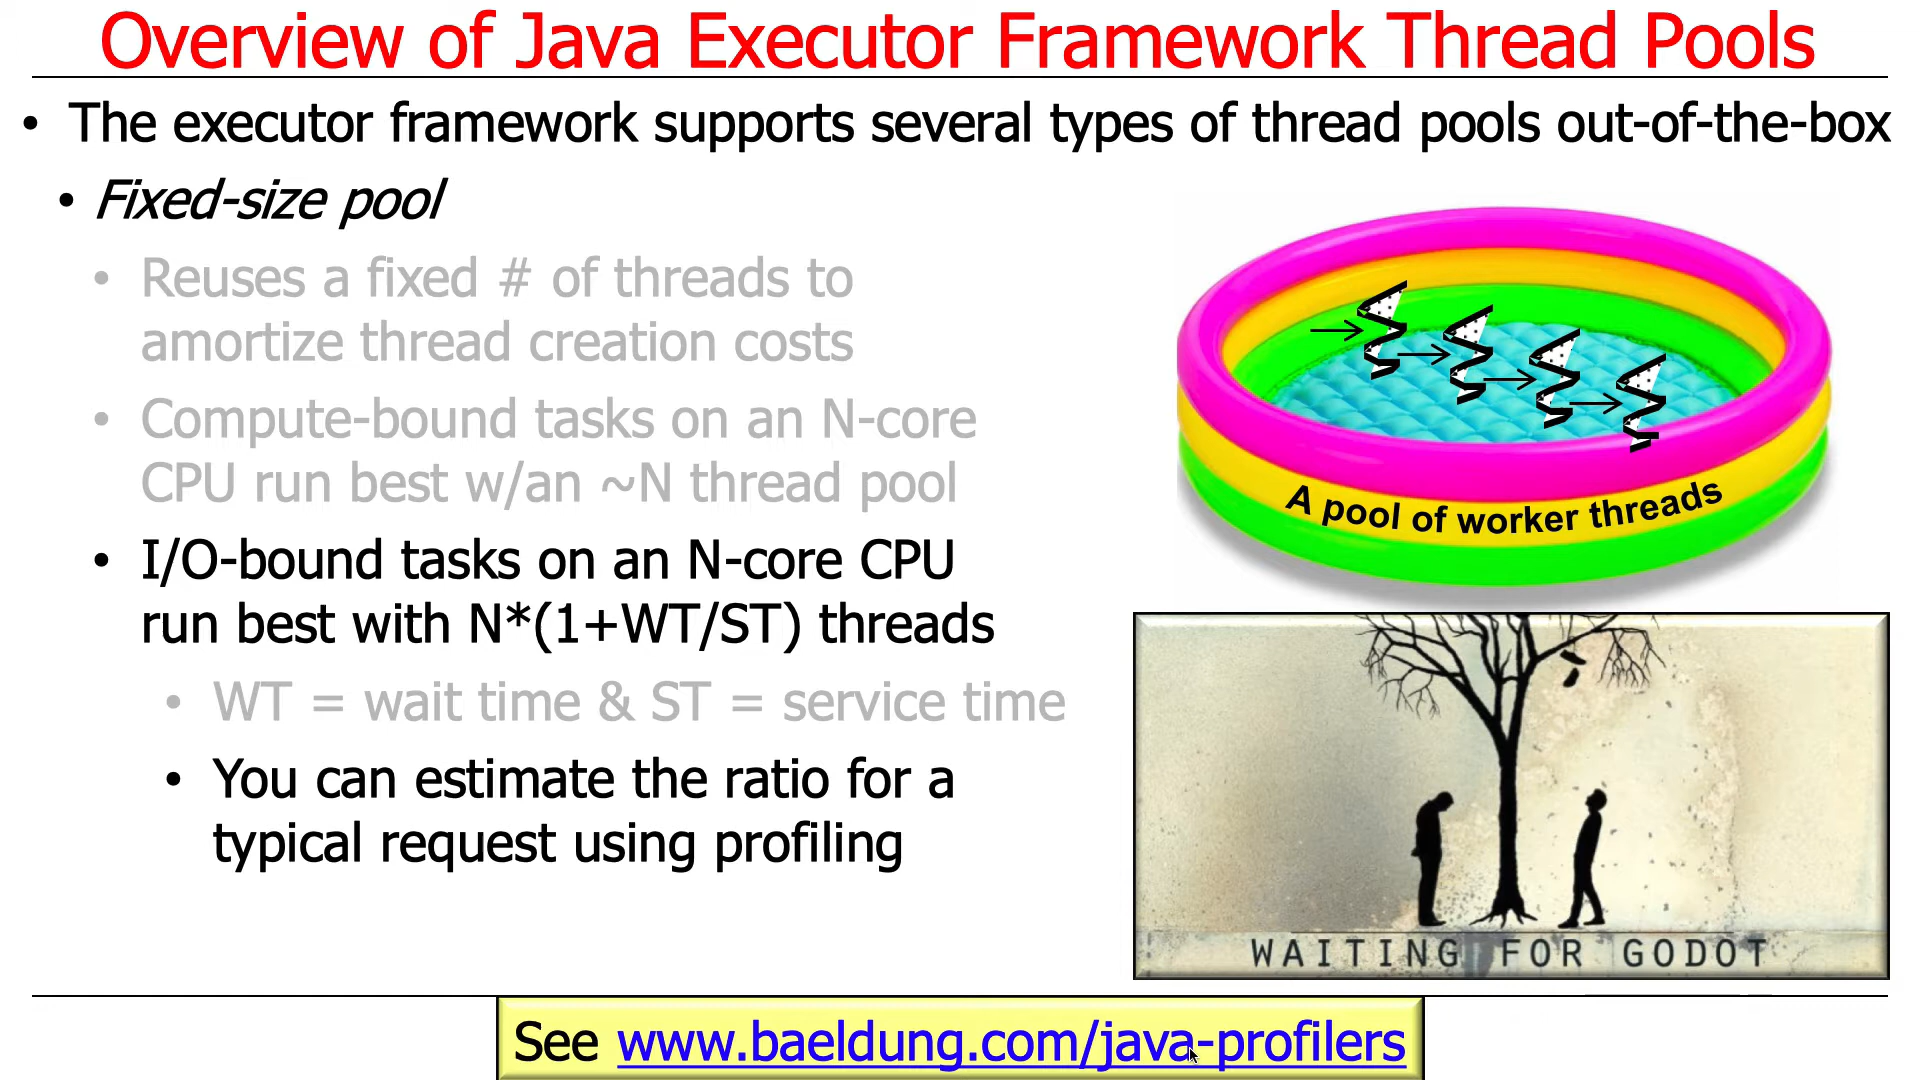 Overview of Java Executor Framework Thread Pools
• The executor framework supports several types of thread pools out-of-the-box
• Fixed-size pool
• Reuses a fixed # of threads to
amortize thread creation costs
• Compute-bound tasks on an N-core
CPU run best w/an ~N thread pool
• I/O-bound tasks on an N-core CPU
run best with N*(1+WT/ST) threads
• WT = wait time & ST = service time
• You can estimate the ratio for a
typical request using profiling
A pool of worker threads
WAITING FOR GODOT
See www.baeldung.com/java-profilers